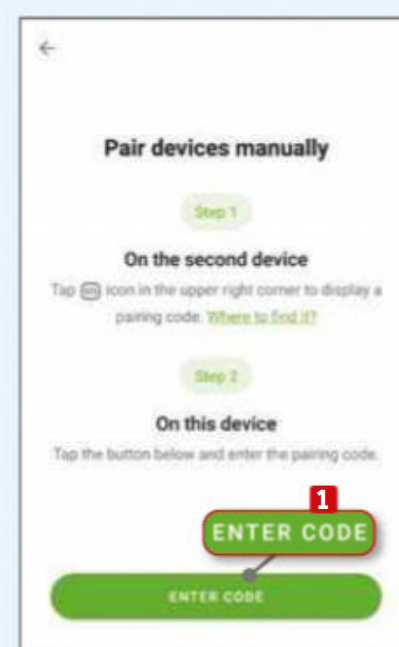 Pair devices manually
Step 1
On the second device
Tap icon in the upper right corner to display a
pairing code. Where to find it?
Step 2
On this device
Tap the button below and enter the pairing code.
1
ENTER CODE
ENTER CODE